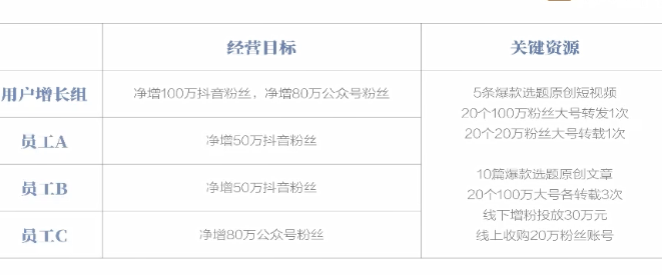 经营目标
关键资源
用户增长组
净增100万抖音粉丝，净增80万公众号粉丝
员工A
净增50万抖音粉丝
员工B
净增50万抖音粉丝
员工C
净增80万公众号粉丝
5条爆款选题原创短视频
20个100万粉丝大号转发1次
20个20万粉丝大号转载1次
10篇爆款选题原创文章
20个100万大号各转载3次
线下增粉投放30万元
线上收购20万粉丝账号